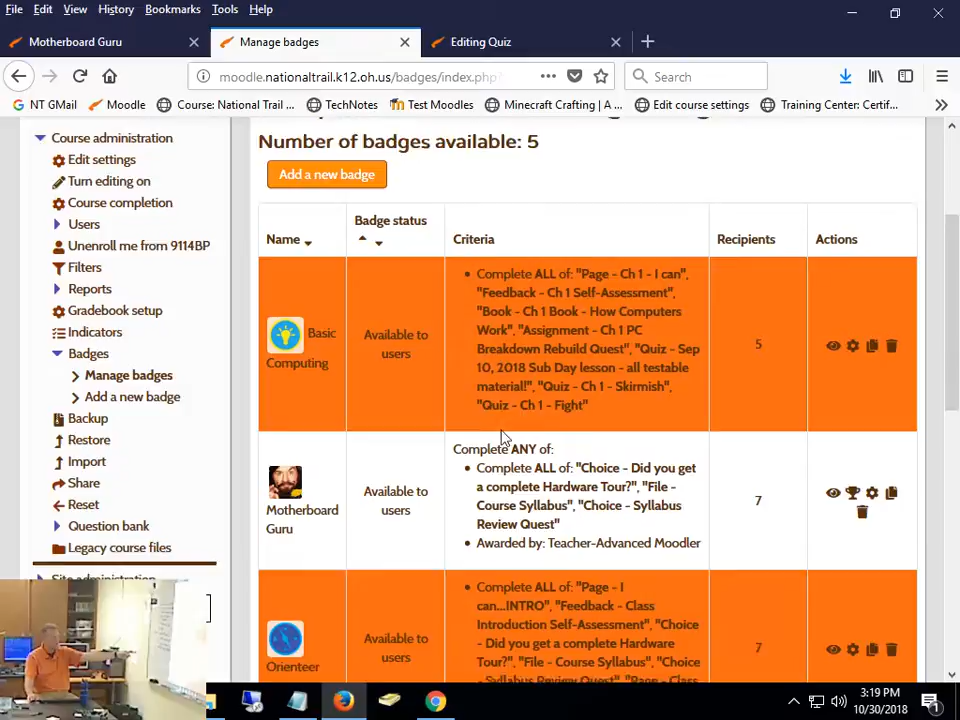 File Edit View History Bookmarks Tools Help
Motherboard Guru
Manage badges
Editing Quiz
moodle.nationaltrail.k12.oh.us/badges/index.php?
Search
NT GMail
Moodle
Course: National Trail ...
TechNotes
Test Moodles
Minecraft Crafting | A ...
Edit course settings
Training Center: Certif...
Course administration
Edit settings
Turn editing on
Course completion
Users
Unenroll me from 9114BP
Filters
Reports
Gradebook setup
Indicators
Badges
Manage badges
Add a new badge
Backup
Restore
Import
Share
Reset
Question bank
Legacy course files
Site administration
Number of badges available: 5
Add a new badge
Name
Badge status
Criteria
Recipients
Actions
Basic
Computing
Available to
users
Complete ALL of: "Page - Ch 1 - I can",
"Feedback - Ch 1 Self-Assessment",
"Book - Ch 1 Book - How Computers
Work", "Assignment - Ch 1 PC
Breakdown Rebuild Quest", "Quiz - Sep
10, 2018 Sub Day lesson - all testable
material!", "Quiz - Ch 1 - Skirmish",
"Quiz - Ch 1 - Fight"
5
Motherboard
Guru
Available to
users
Complete ANY of:
Complete ALL of: "Choice - Did you get
a complete Hardware Tour?", "File -
Course Syllabus", "Choice - Syllabus
Review Quest"
Awarded by: Teacher-Advanced Moodler
7
Orienteer
Available to
users
Complete ALL of: "Page - I
can...INTRO", "Feedback - Class
Introduction Self-Assessment", "Choice
- Did you get a complete Hardware
Tour?", "File - Course Syllabus", "Choice
- Syllabus Review Quest", "Page - Class
7
3:19 PM
10/30/2018
1